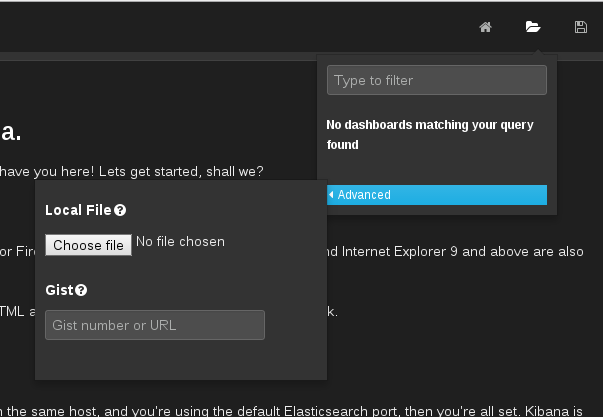 Type to filter
No dashboards matching your query
found
Advanced
a.
have you here! Lets get started, shall we?
Local File
Choose file No file chosen
or Fire
nd Internet Explorer 9 and above are also
Gist
Gist number or URL
TML a
k.
n the same host, and you're using the default Elasticsearch port, then you're all set. Kibana is